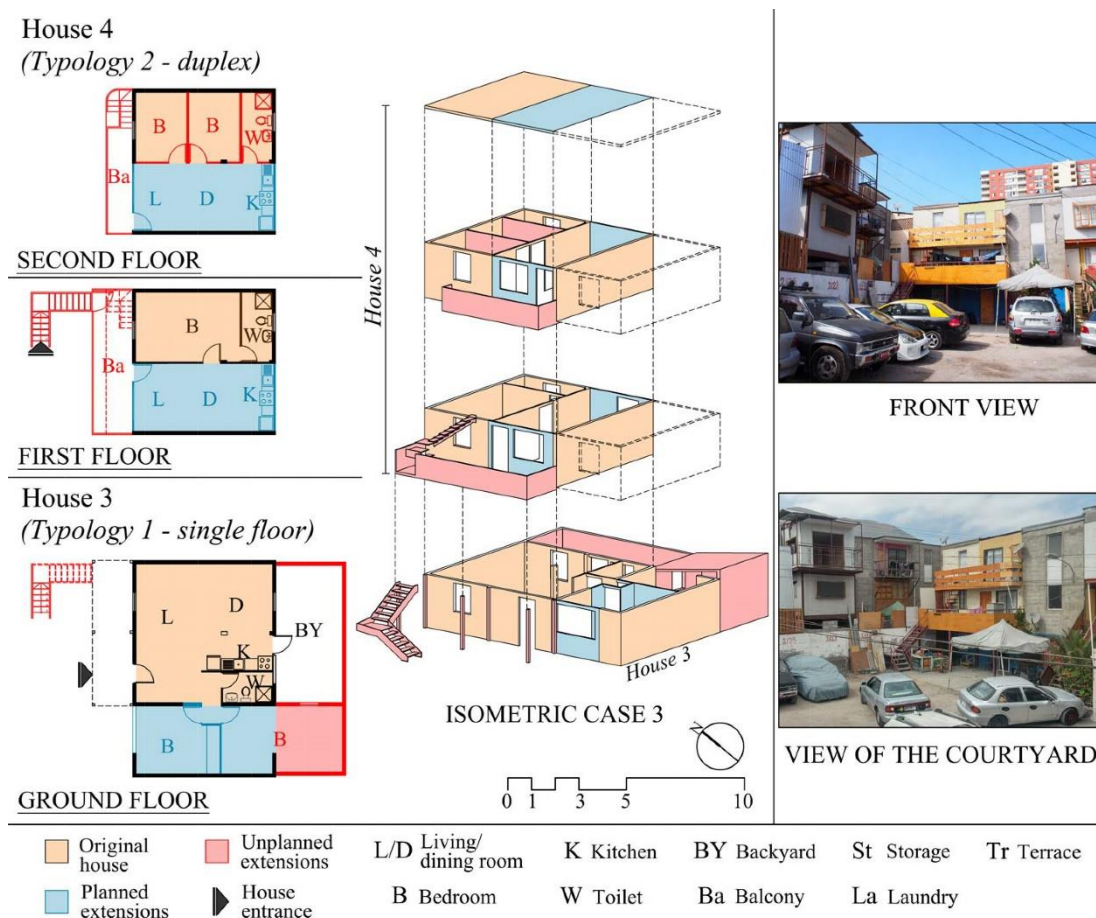 House 4
(Typology 2 - duplex)
B B W
Ba
L D K
SECOND FLOOR
B W
Ba
L D K
FIRST FLOOR
House 3
(Typology 1 - single floor)
L D
BY
K
W
B B
GROUND FLOOR
House 4
House 3
ISOMETRIC CASE 3
N
0 1 3 5 10
FRONT VIEW
VIEW OF THE COURTYARD
Original house
Unplanned extensions
L/D Living/dining room
K Kitchen
BY Backyard
St Storage
Tr Terrace
Planned extensions
House entrance
B Bedroom
W Toilet
Ba Balcony
La Laundry